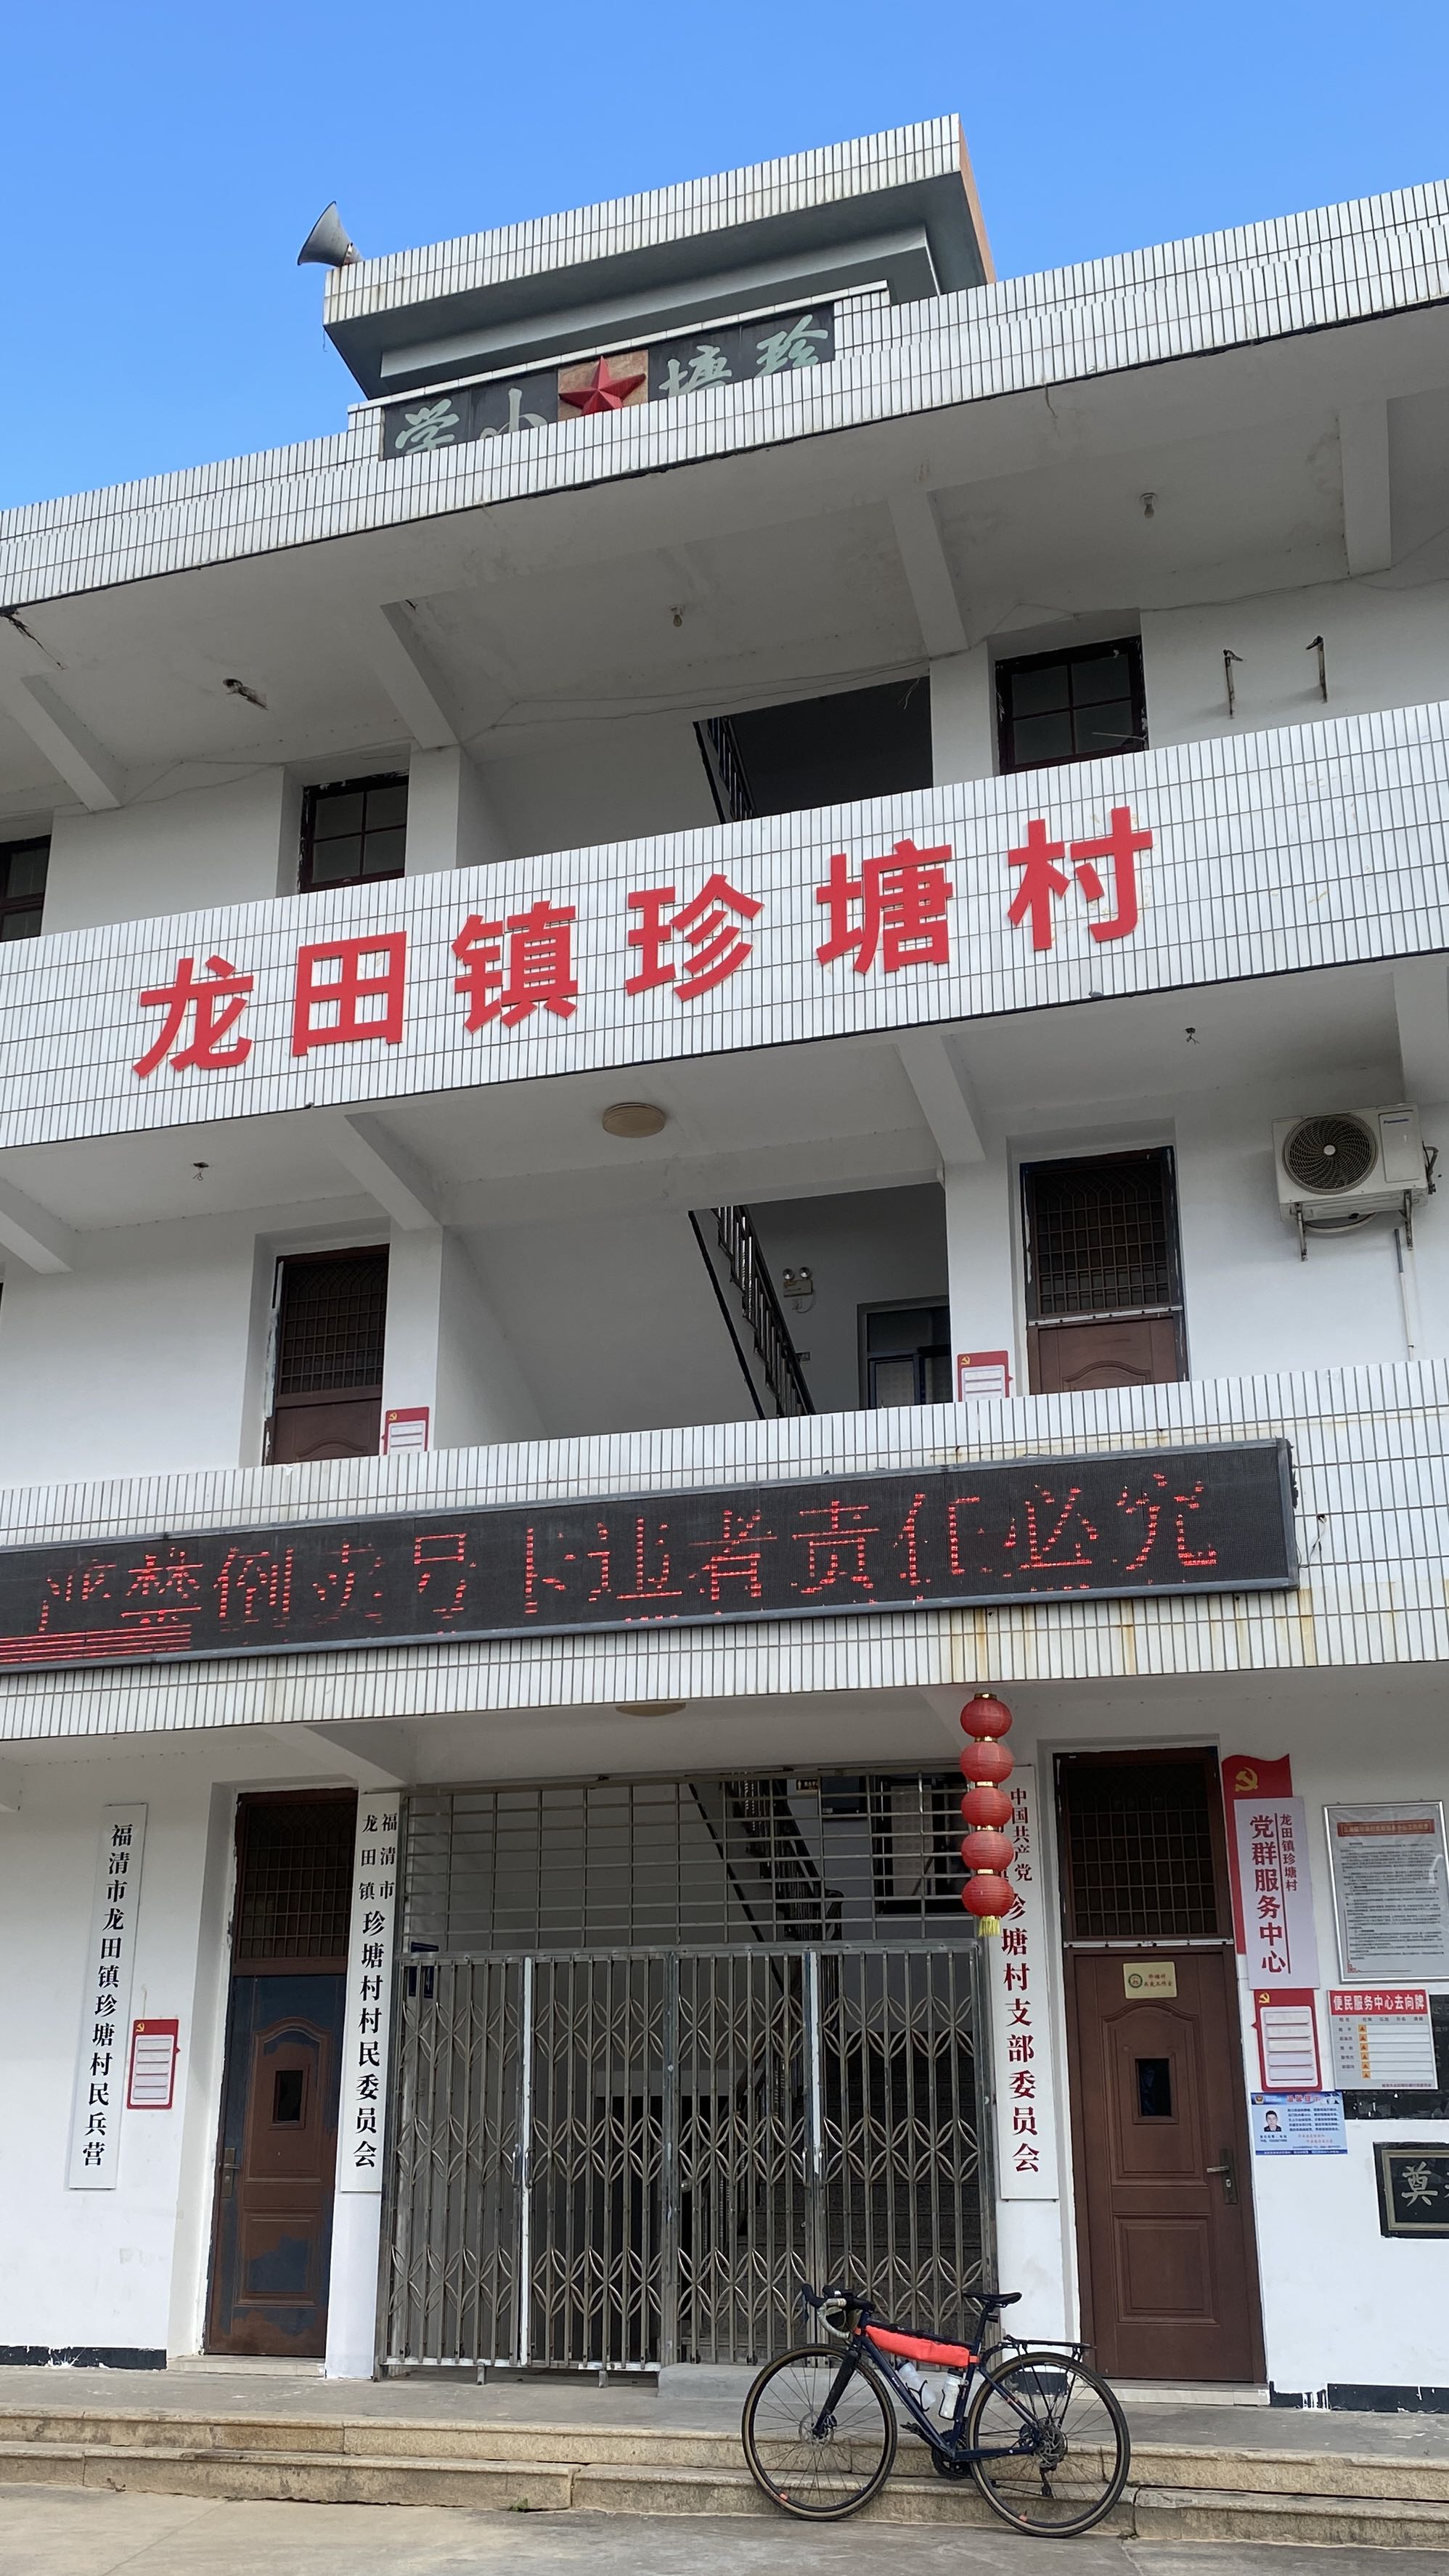 珍塘小学
龙田镇珍塘村
Panasonic
严禁倒卖号卡违者责任必究
福清市龙田镇珍塘村民兵营
福清市
龙田镇
珍塘村村民委员会
中国共产党
珍塘村支部委员会
龙田镇珍塘村
党群服务中心
便民服务中心去向牌
奠